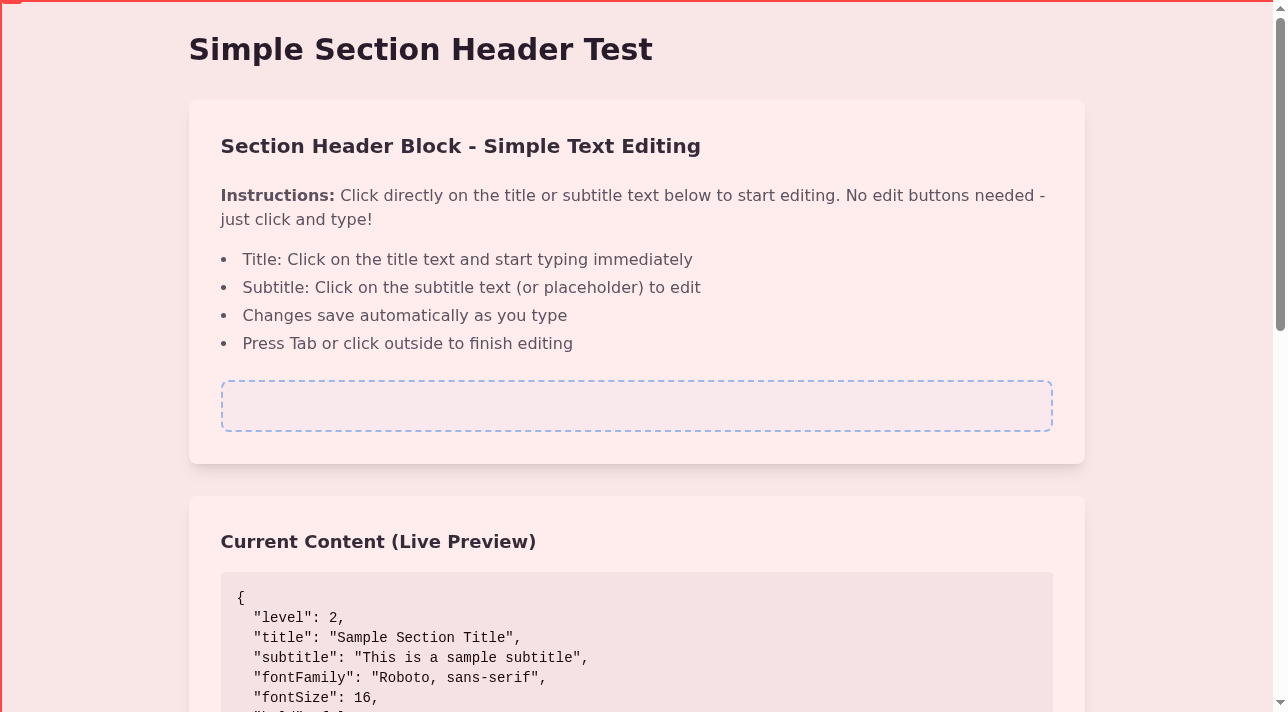 Simple Section Header Test
Section Header Block - Simple Text Editing
Instructions: Click directly on the title or subtitle text below to start editing. No edit buttons needed -
just click and type!
• Title: Click on the title text and start typing immediately
• Subtitle: Click on the subtitle text (or placeholder) to edit
• Changes save automatically as you type
• Press Tab or click outside to finish editing
Current Content (Live Preview)
{
  "level": 2,
  "title": "Sample Section Title",
  "subtitle": "This is a sample subtitle",
  "fontFamily": "Roboto, sans-serif",
  "fontSize": 16,